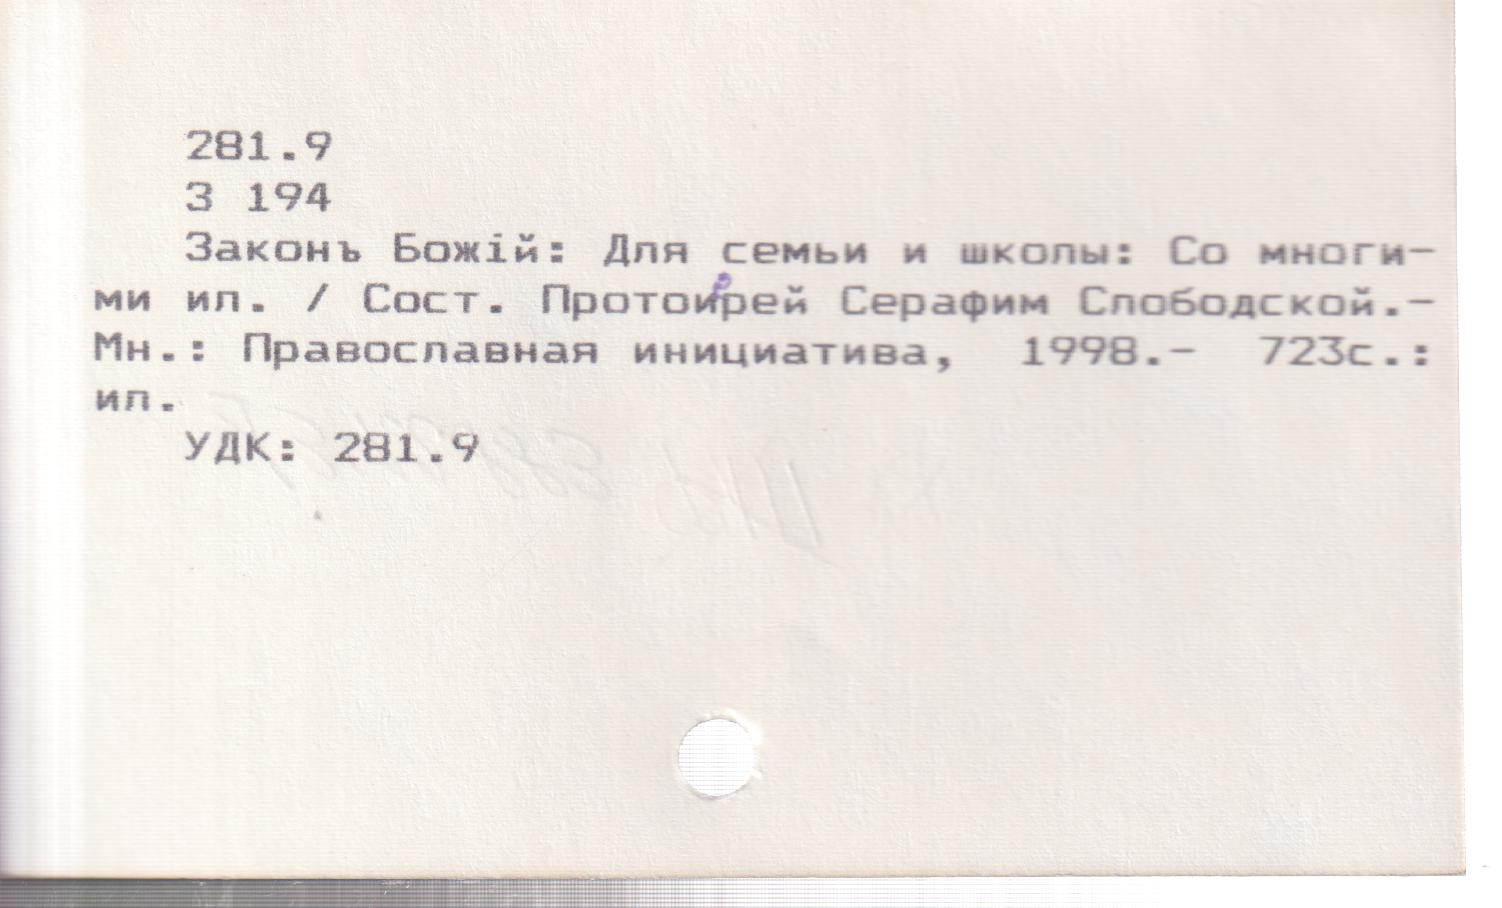 281.9
З 194
Законъ Божій: Для семьи и школы: Со многи-
ми ил. / Сост. Протоиерей Серафим Слободской.-
Мн.: Православная инициатива, 1998.- 723с.:
ил.
УДК: 281.9